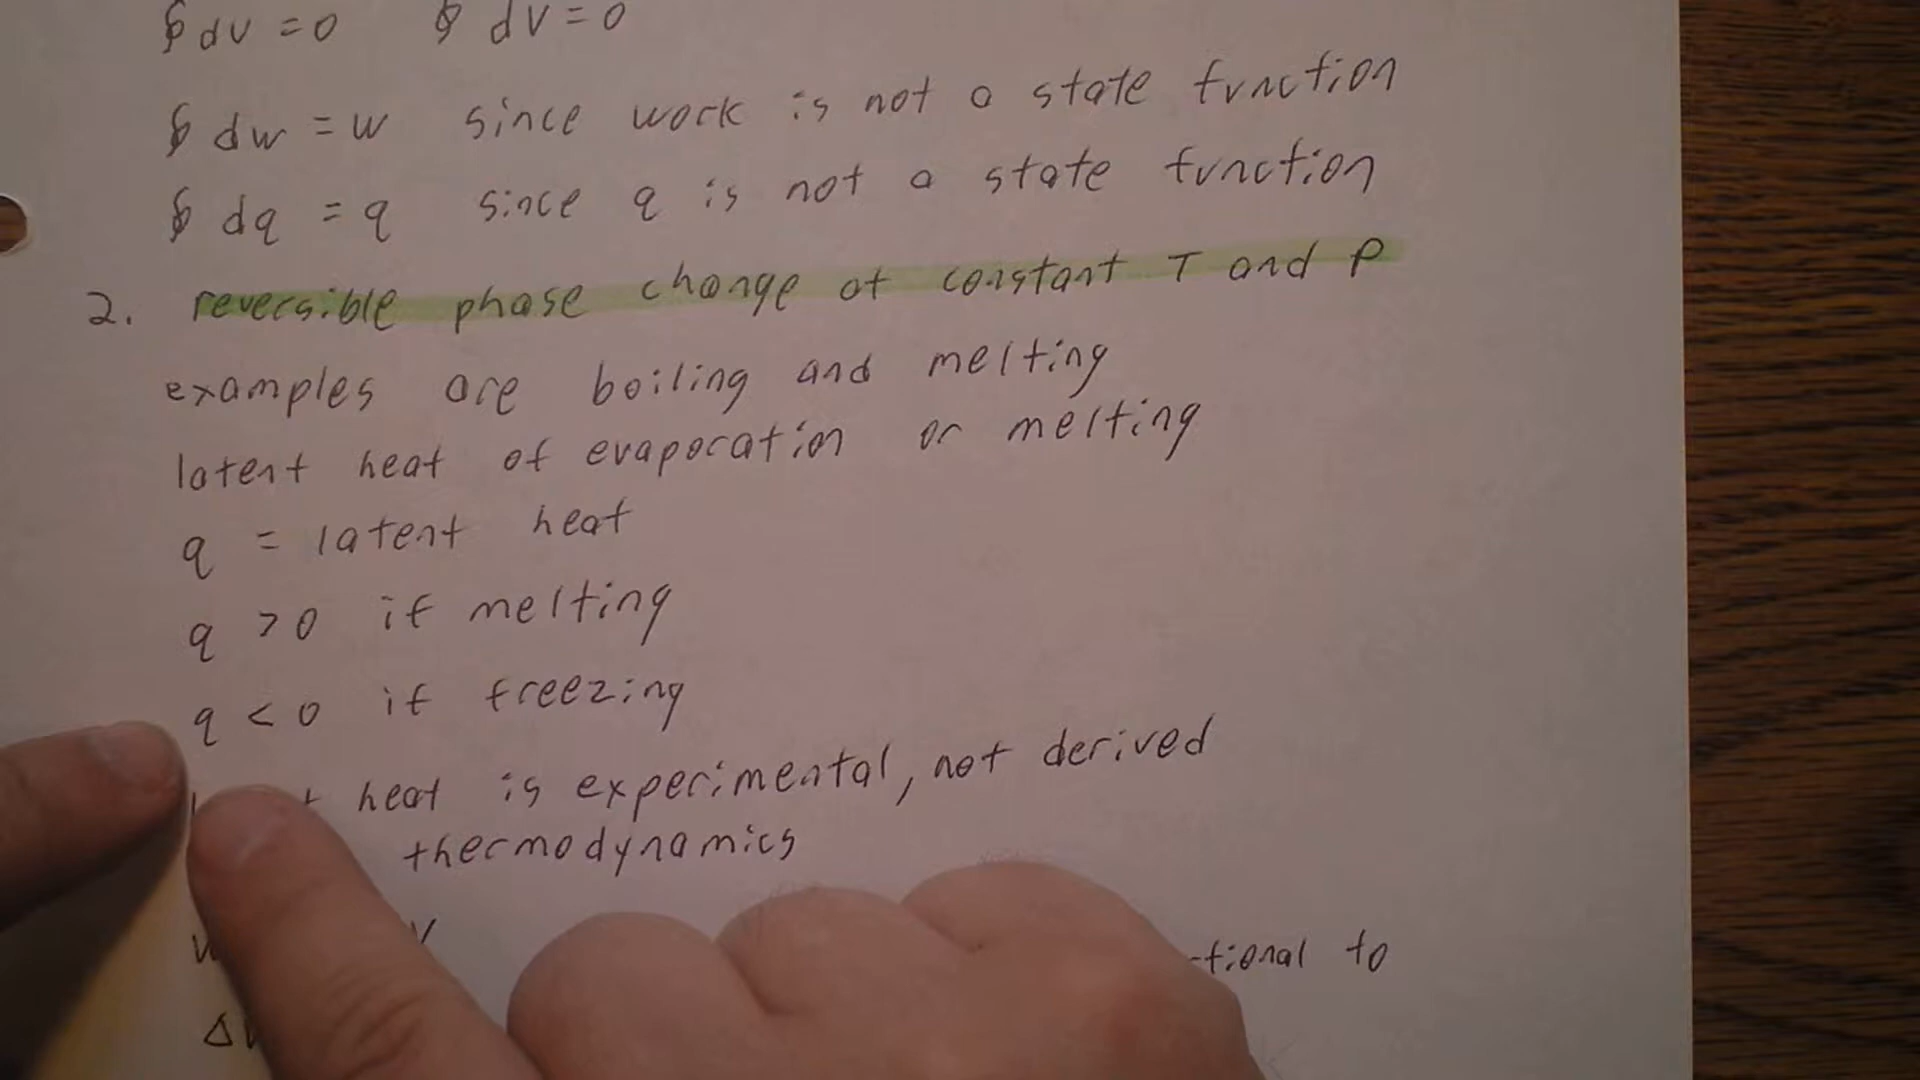 ∮ dU = 0 ∮ dV = 0
∮ dw = w since work is not a state function
∮ dq = q since q is not a state function
2. reversible phase change at constant T and P
examples are boiling and melting
latent heat of evaporation or melting
q = latent heat
q > 0 if melting
q < 0 if freezing
heat is experimental, not derived
thermodynamics
to